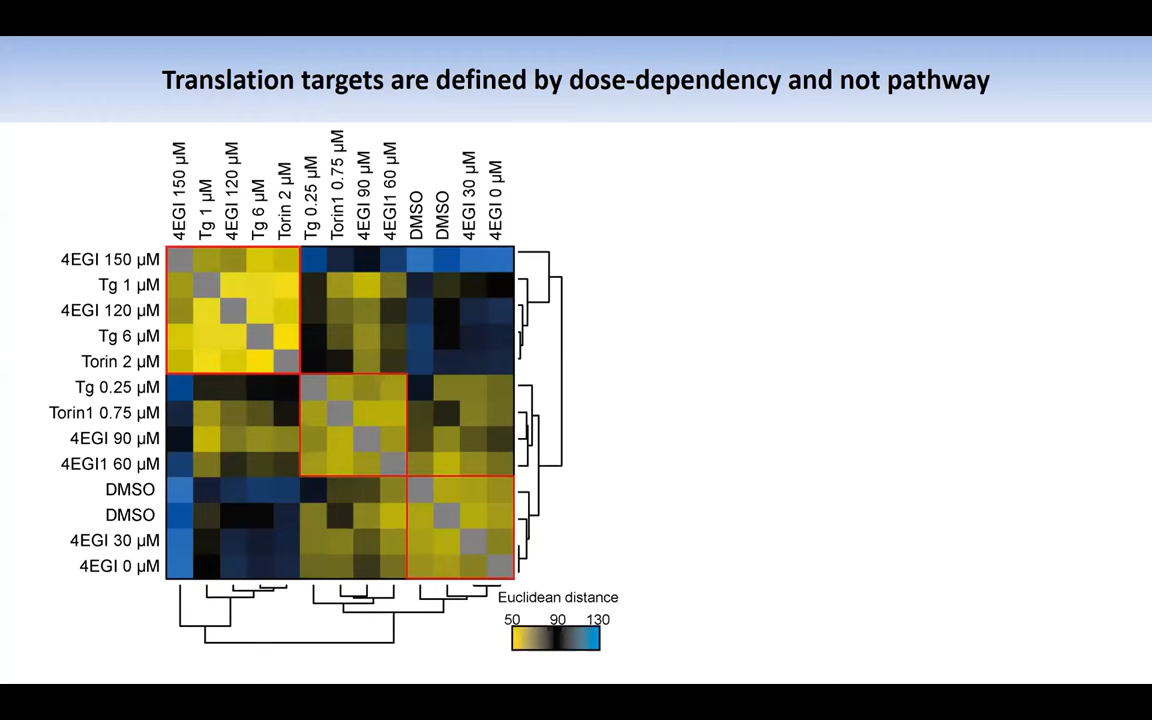 Translation targets are defined by dose-dependency and not pathway
4EGI 150 µM
Tg 1 µM
4EGI 120 µM
Tg 6 µM
Torin 2 µM
Tg 0.25 µM
Torin1 0.75 µM
4EGI 90 µM
4EGI1 60 µM
DMSO
DMSO
4EGI 30 µM
4EGI 0 µM
4EGI 150 µM
Tg 1 µM
4EGI 120 µM
Tg 6 µM
Torin 2 µM
Tg 0.25 µM
Torin1 0.75 µM
4EGI 90 µM
4EGI1 60 µM
DMSO
DMSO
4EGI 30 µM
4EGI 0 µM
Euclidean distance
50 90 130